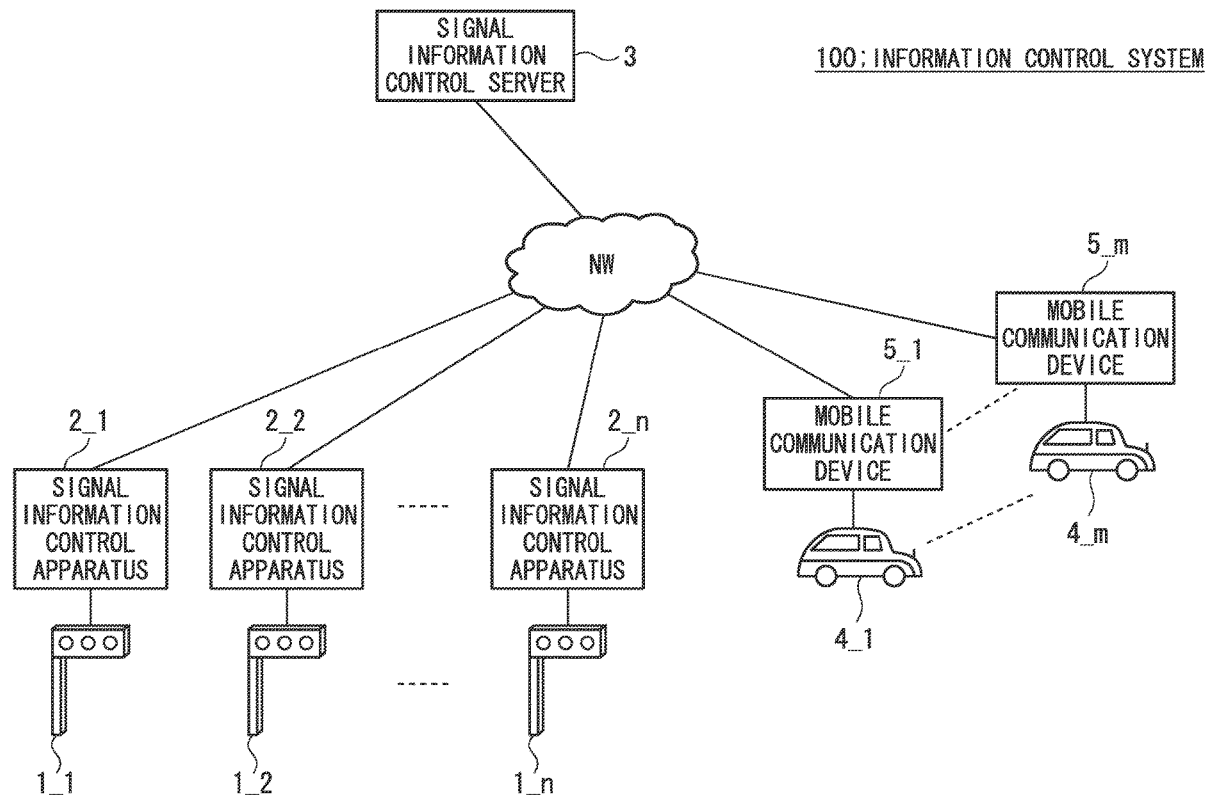 SIGNAL
INFORMATION
CONTROL SERVER
3
100;INFORMATION CONTROL SYSTEM
NW
5_m
MOBILE
COMMUNICATION
DEVICE
5_1
MOBILE
COMMUNICATION
DEVICE
4_m
4_1
2_1
SIGNAL
INFORMATION
CONTROL
APPARATUS
2_2
SIGNAL
INFORMATION
CONTROL
APPARATUS
2_n
SIGNAL
INFORMATION
CONTROL
APPARATUS
1_1
1_2
1_n